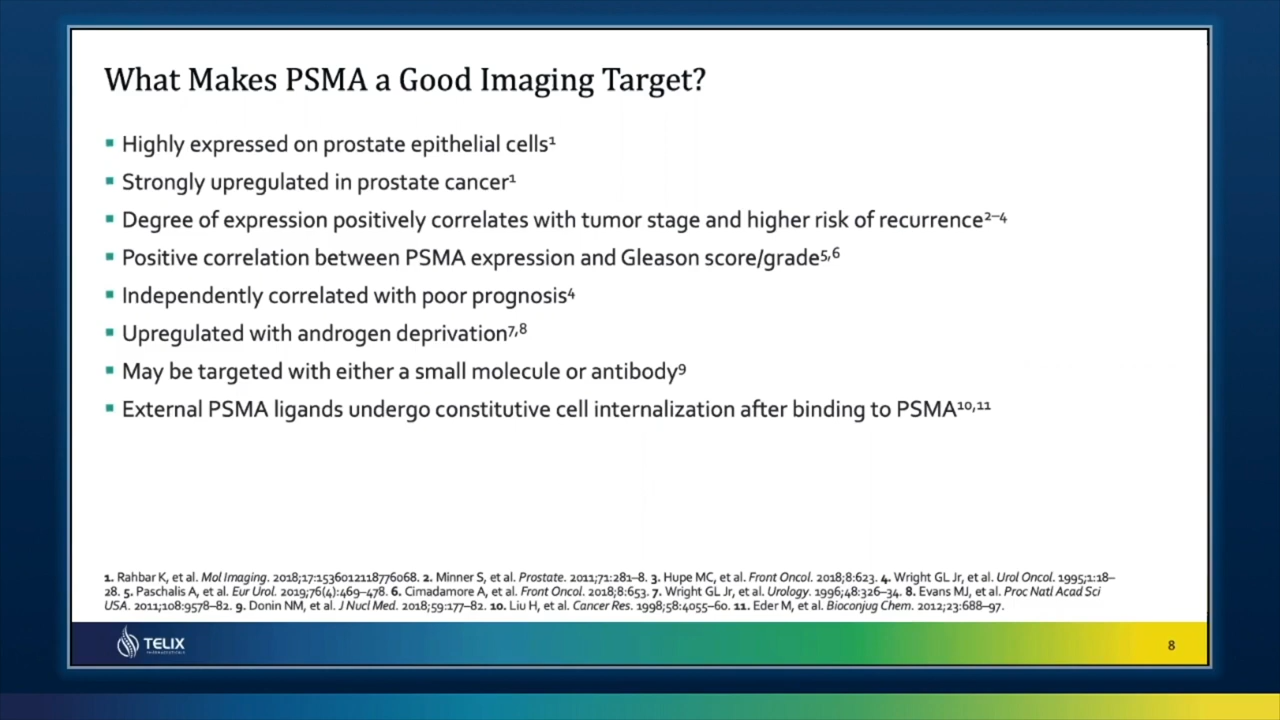 What Makes PSMA a Good Imaging Target?
▪ Highly expressed on prostate epithelial cells¹
▪ Strongly upregulated in prostate cancer¹
▪ Degree of expression positively correlates with tumor stage and higher risk of recurrence²⁻⁴
▪ Positive correlation between PSMA expression and Gleason score/grade⁵,⁶
▪ Independently correlated with poor prognosis⁴
▪ Upregulated with androgen deprivation⁷,⁸
▪ May be targeted with either a small molecule or antibody⁹
▪ External PSMA ligands undergo constitutive cell internalization after binding to PSMA¹⁰,¹¹
1. Rahbar K, et al. Mol Imaging. 2018;17:1536012118776068. 2. Minner S, et al. Prostate. 2011;71:281–8. 3. Hupe MC, et al. Front Oncol. 2018;8:623. 4. Wright GL Jr, et al. Urol Oncol. 1995;1:18–
28. 5. Paschalis A, et al. Eur Urol. 2019;76(4):469–478. 6. Cimadamore A, et al. Front Oncol. 2018;8:653. 7. Wright GL Jr, et al. Urology. 1996;48:326–34. 8. Evans MJ, et al. Proc Natl Acad Sci
USA. 2011;108:9578–82. 9. Donin NM, et al. J Nucl Med. 2018;59:177–82. 10. Liu H, et al. Cancer Res. 1998;58:4055–60. 11. Eder M, et al. Bioconjug Chem. 2012;23:688–97.
TELIX
PHARMACEUTICALS
8